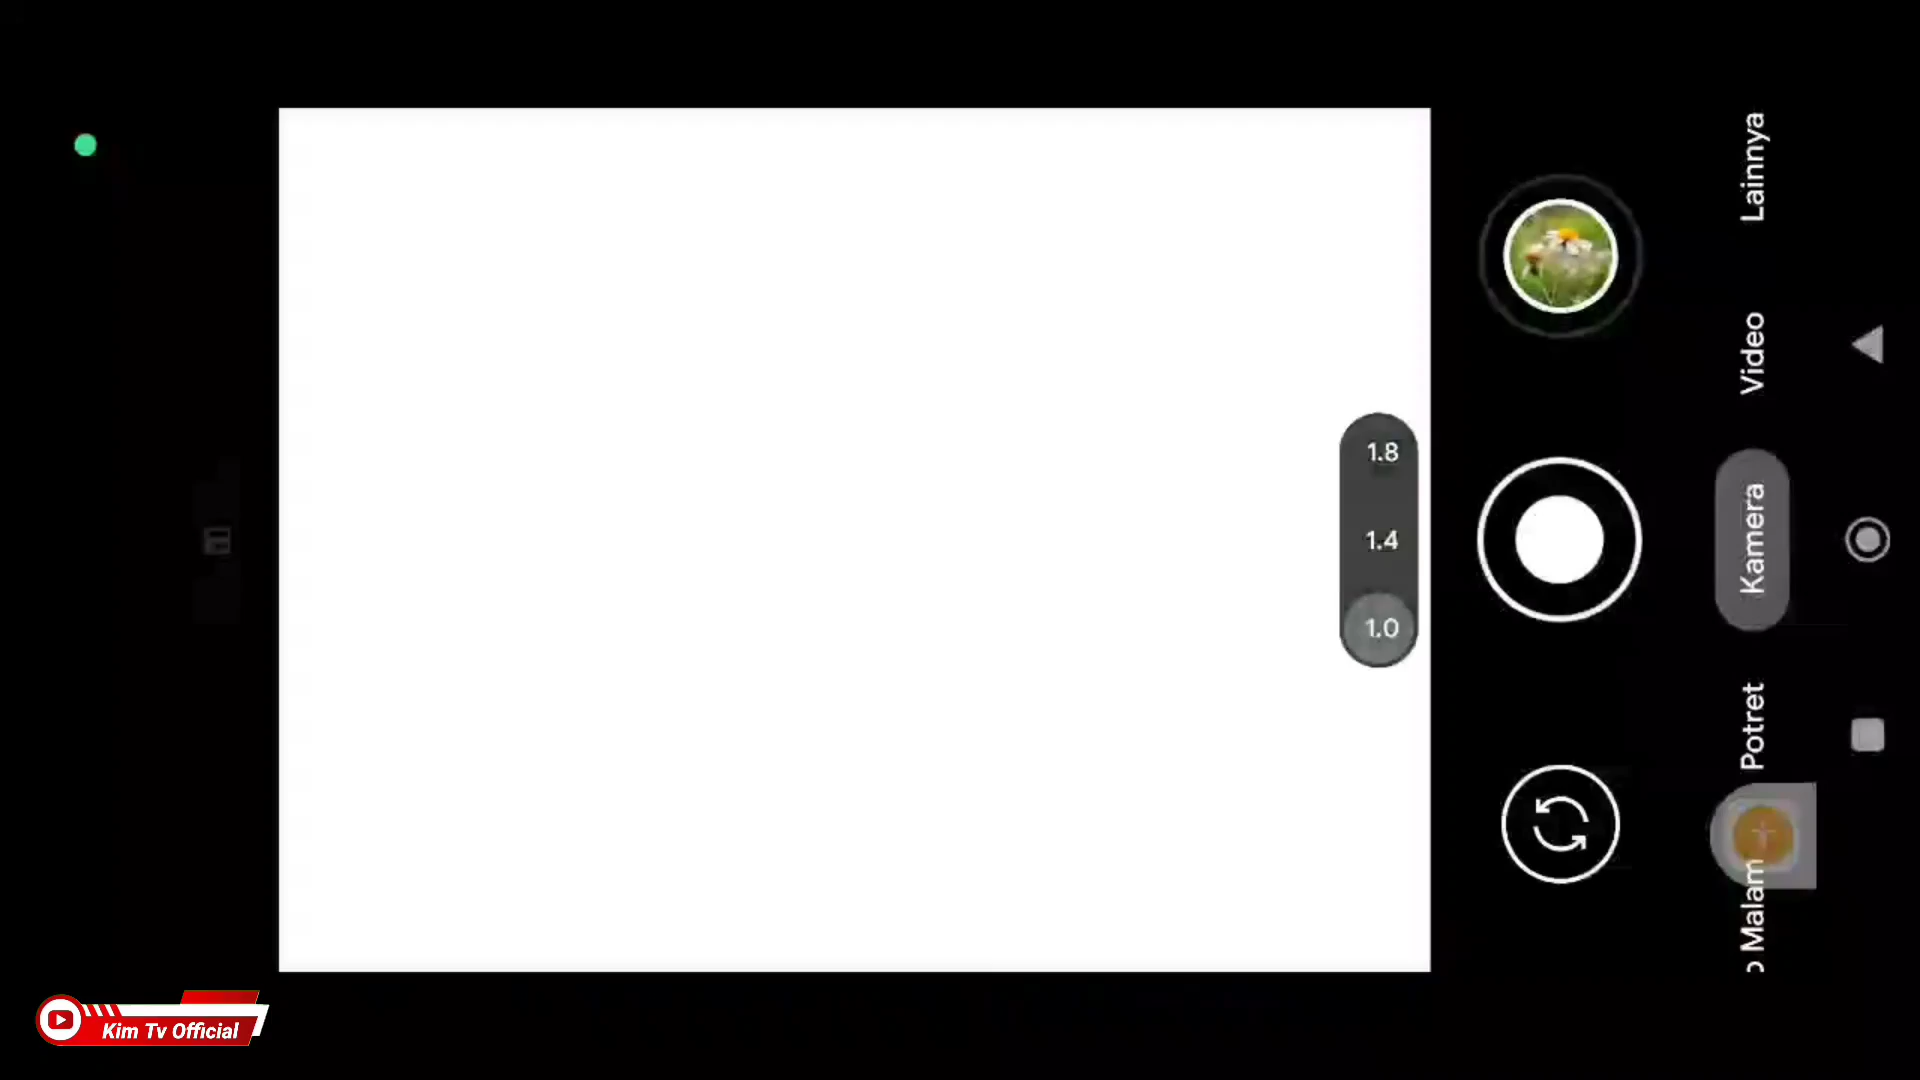 1.8
1.4
1.0
Lainnya
Video
Kamera
Potret
o Malam
Kim Tv Official